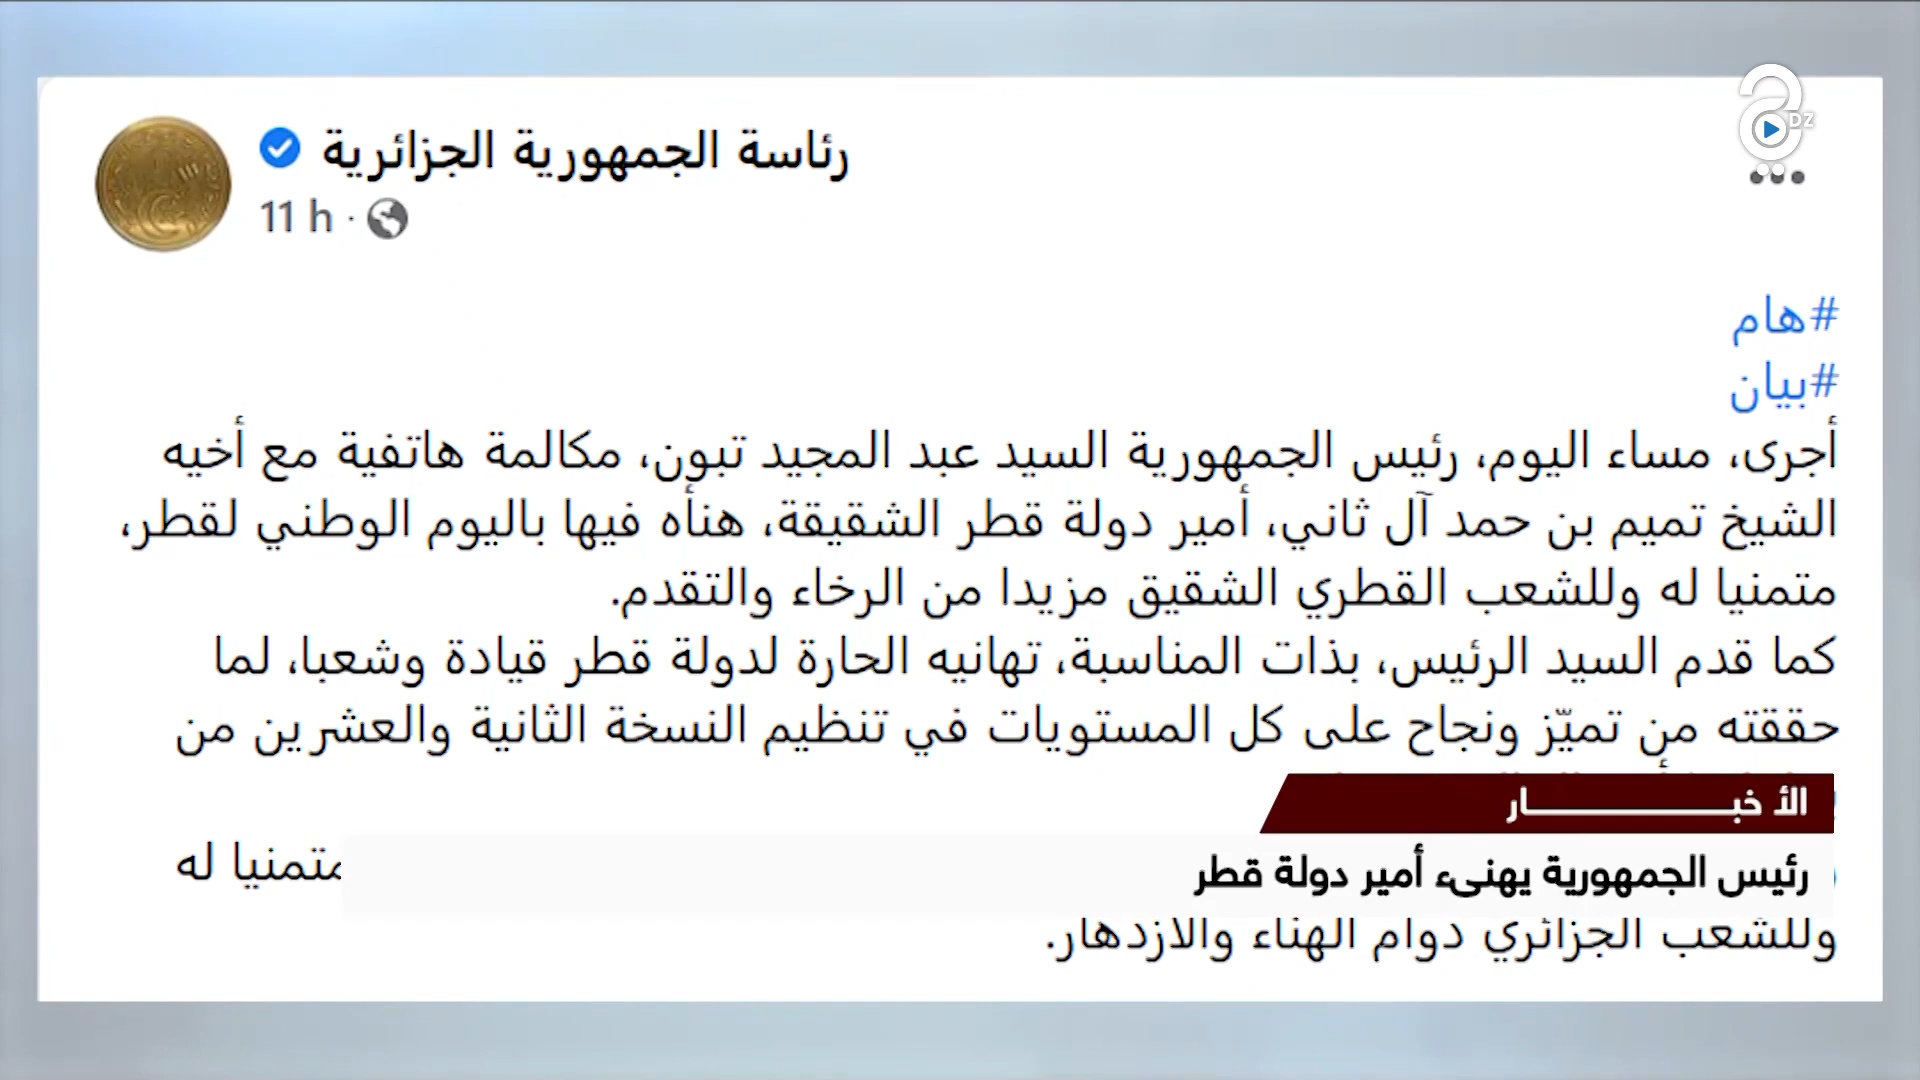 رئاسة الجمهورية الجزائرية
11 h ·
DZ
#هام
#بيان
أجرى، مساء اليوم، رئيس الجمهورية السيد عبد المجيد تبون، مكالمة هاتفية مع أخيه
الشيخ تميم بن حمد آل ثاني، أمير دولة قطر الشقيقة، هنأه فيها باليوم الوطني لقطر،
متمنيا له وللشعب القطري الشقيق مزيدا من الرخاء والتقدم.
كما قدم السيد الرئيس، بذات المناسبة، تهانيه الحارة لدولة قطر قيادة وشعبا، لما
حققته من تميّز ونجاح على كل المستويات في تنظيم النسخة الثانية والعشرين من
الأخبـــــــــــار
رئيس الجمهورية يهنىء أمير دولة قطر
متمنيا له
وللشعب الجزائري دوام الهناء والازدهار.